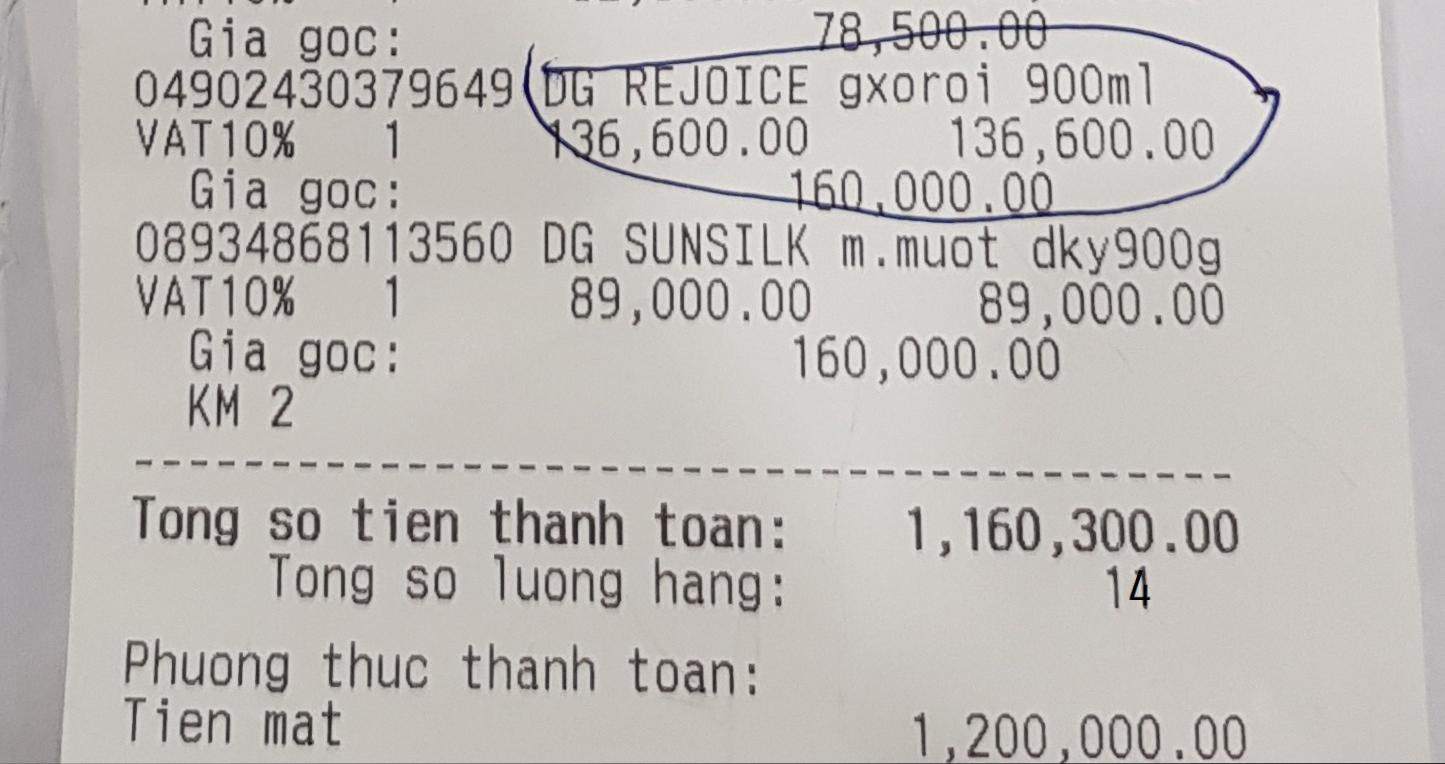 Gia goc: 78,500.00
04902430379649 DG REJOICE gxoroi 900ml
VAT10% 1 136,600.00 136,600.00
Gia goc: 160,000.00
08934868113560 DG SUNSILK m.muot dky900g
VAT10% 1 89,000.00 89,000.00
Gia goc: 160,000.00
KM 2
Tong so tien thanh toan: 1,160,300.00
Tong so luong hang: 14
Phuong thuc thanh toan:
Tien mat 1,200,000.00